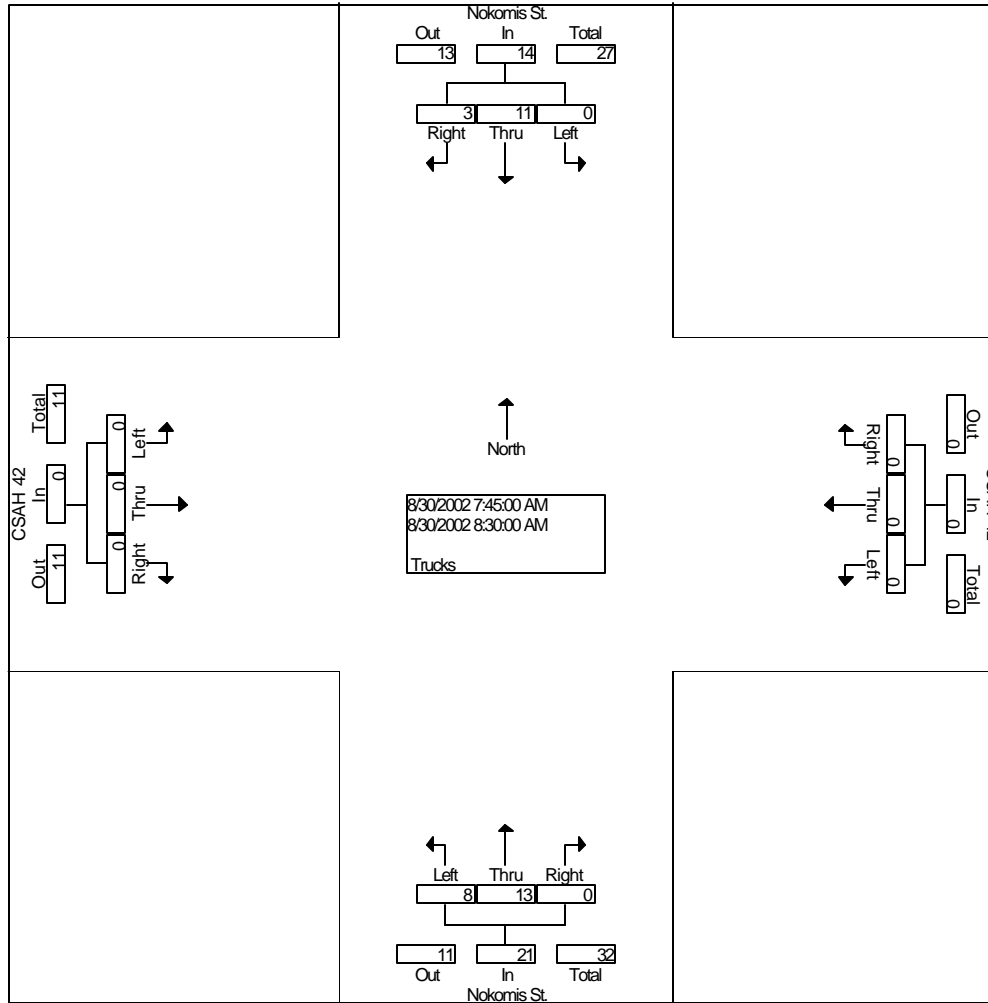 Nokomis St.
Out In Total
13 14 27
3 11 0
Right Thru Left
CSAH 42
Total 11
In 0
Out 11
0 Left
0 Thru
0 Right
North
8/30/2002 7:45:00 AM
8/30/2002 8:30:00 AM
Trucks
Right 0
Thru 0
Left 0
Out 0
In 0
Total 0
Left Thru Right
8 13 0
11 21 32
Out In Total
Nokomis St.